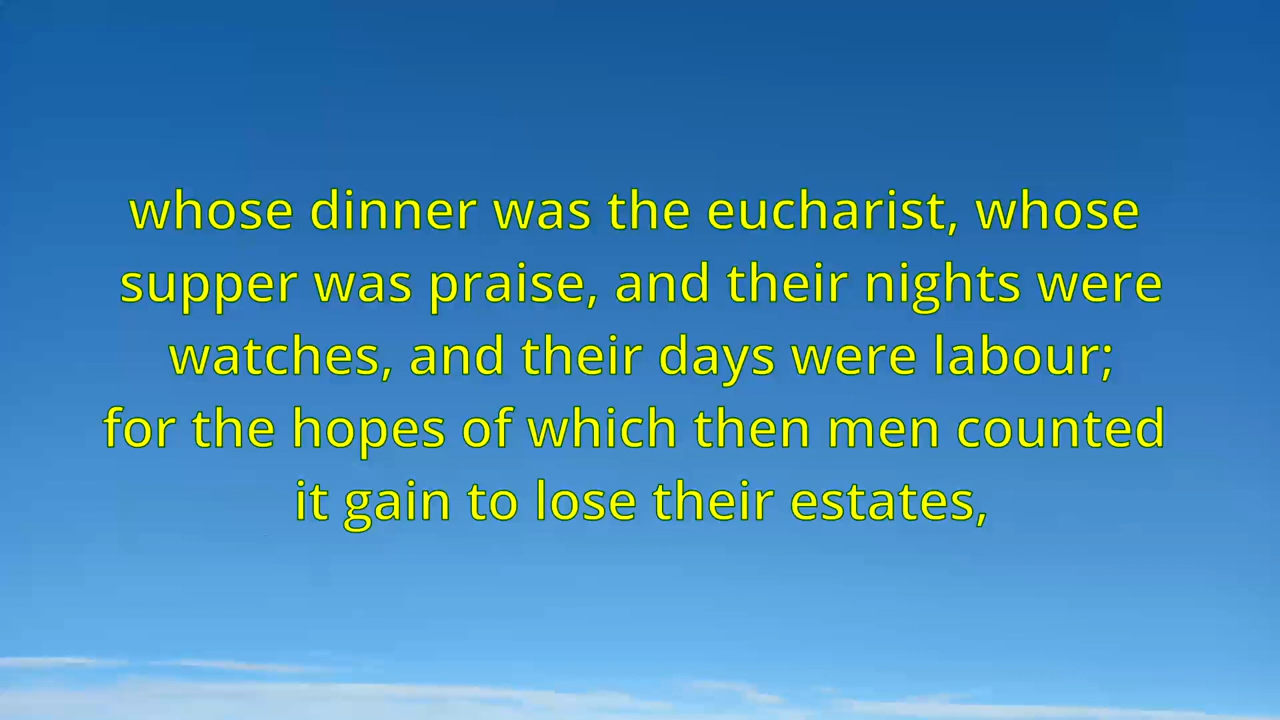 whose dinner was the eucharist, whose
supper was praise, and their nights were
watches, and their days were labour;
for the hopes of which then men counted
it gain to lose their estates,